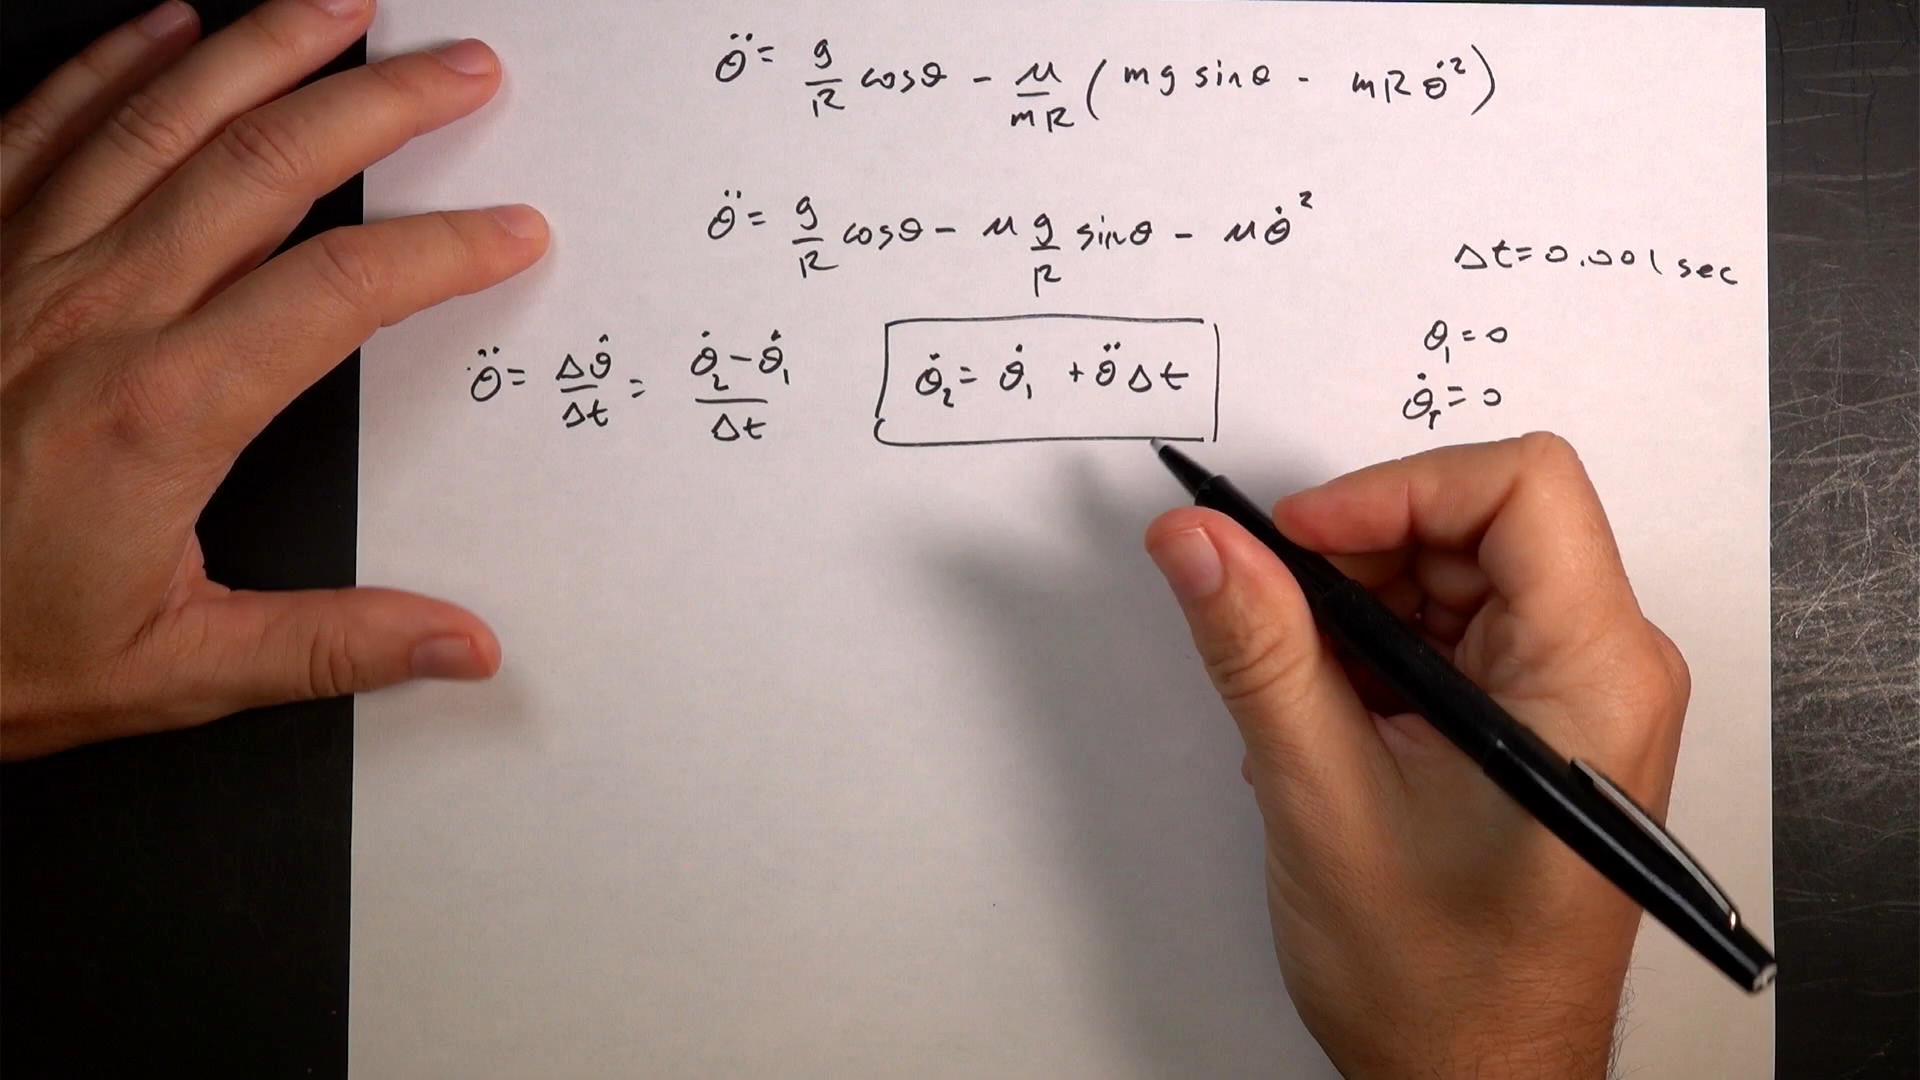 θ̈ = g/R cosθ - μ/mR (mg sinθ - mRθ̇²)
θ̈ = g/R cosθ - μ g/R sinθ - μθ̇²
Δt = 0.001 sec
θ̈ = Δθ̇/Δt = (θ̇₂ - θ̇₁)/Δt
θ̇₂ = θ̇₁ + θ̈ Δt
θ₁ = 0
θ̇₁ = 0